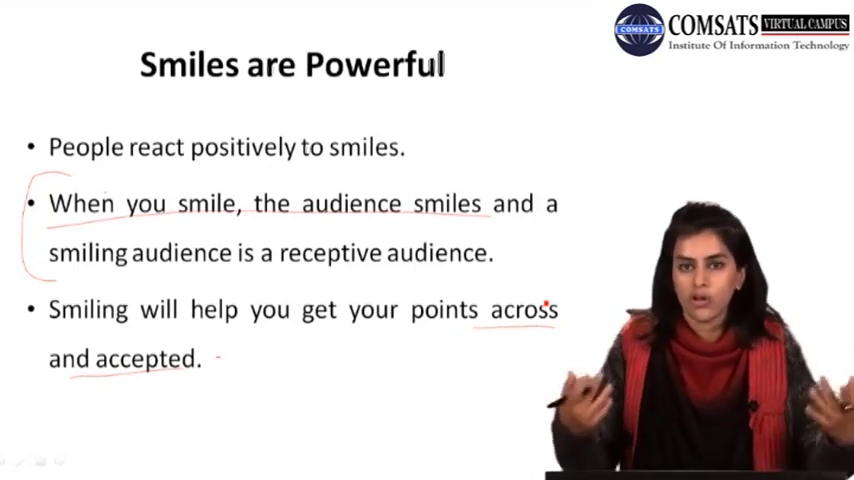 COMSATS VIRTUAL CAMPUS
COMSATS
Institute Of Information Technology
Smiles are Powerful
• People react positively to smiles.
• When you smile, the audience smiles and a
smiling audience is a receptive audience.
• Smiling will help you get your points across
and accepted.